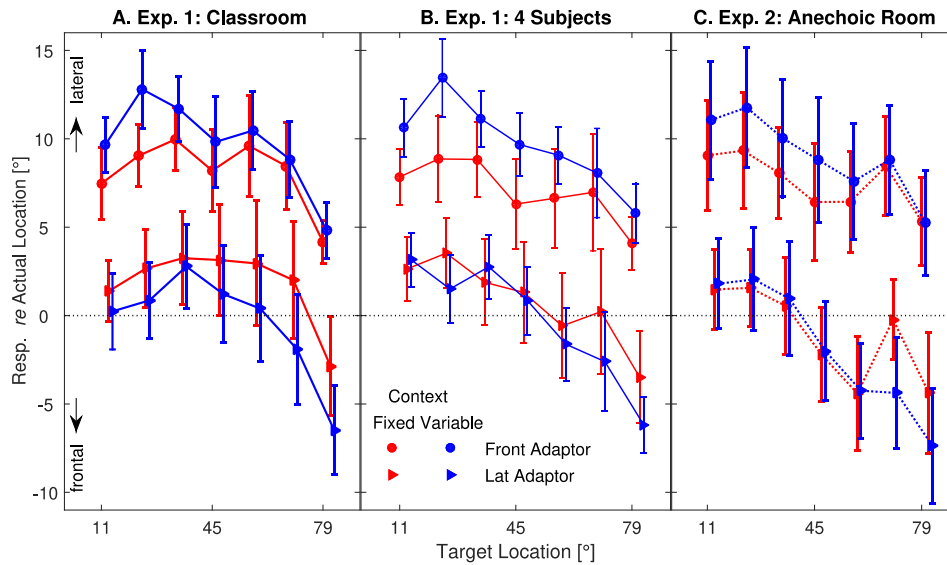 A. Exp. 1: Classroom
B. Exp. 1: 4 Subjects
C. Exp. 2: Anechoic Room
Resp. re Actual Location [°]
15
10
5
0
-5
-10
lateral
frontal
Context
Fixed Variable
Front Adaptor
Lat Adaptor
11 45 79
11 45 79
11 45 79
Target Location [°]